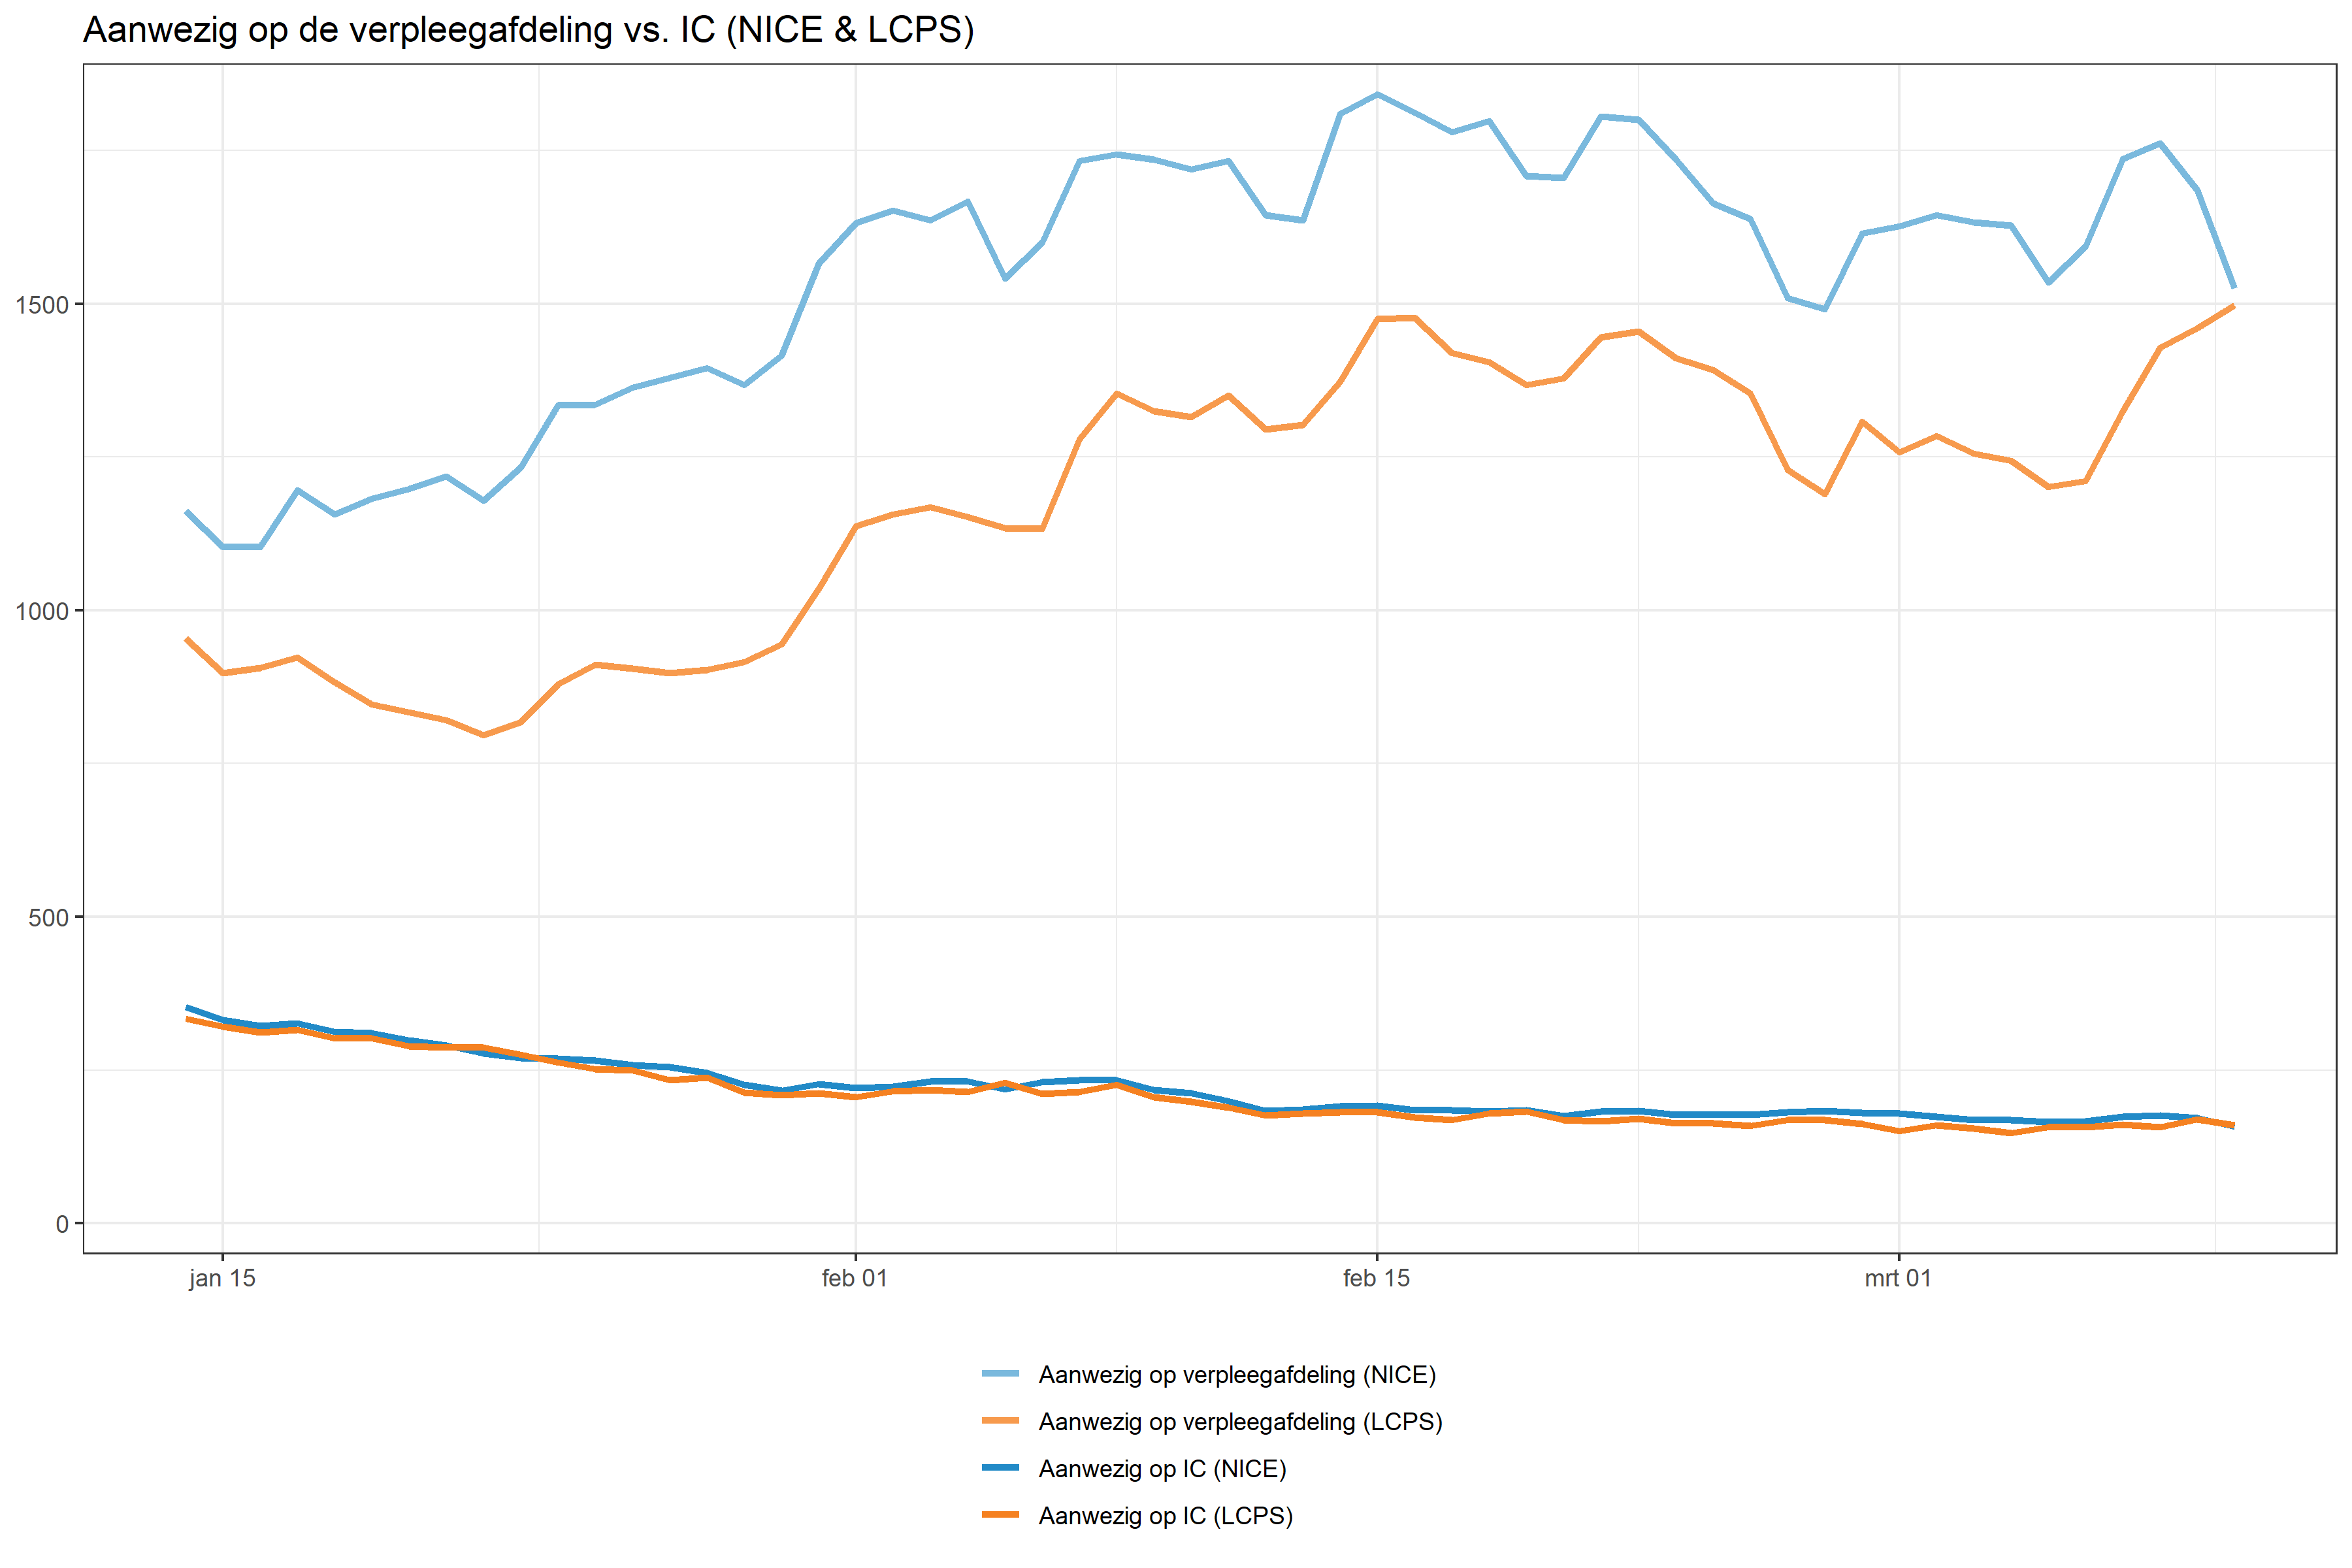 Aanwezig op de verpleegafdeling vs. IC (NICE & LCPS)
1500
1000
500
0
jan 15
feb 01
feb 15
mrt 01
Aanwezig op verpleegafdeling (NICE)
Aanwezig op verpleegafdeling (LCPS)
Aanwezig op IC (NICE)
Aanwezig op IC (LCPS)